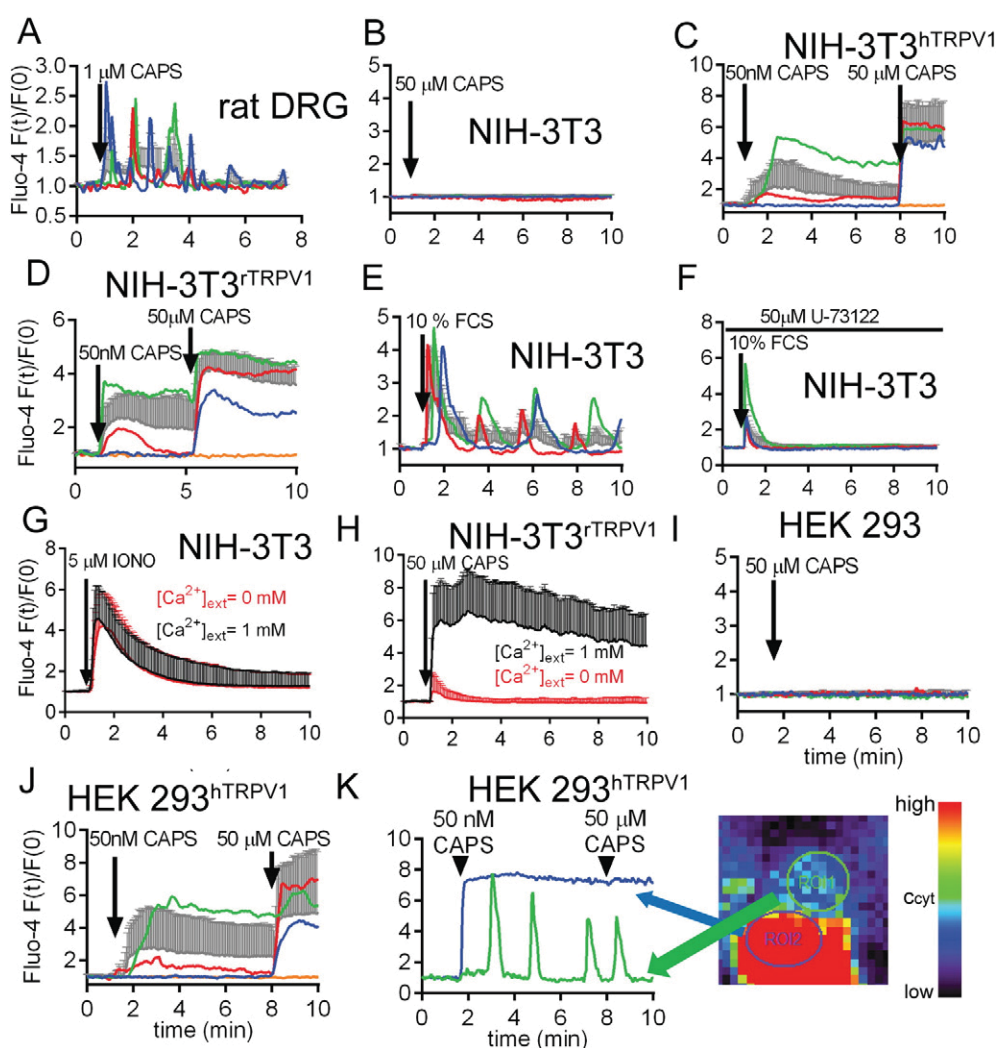 A
1 μM CAPS
rat DRG
Fluo-4 F(t)/F(0)
3.0
2.5
2.0
1.5
1.0
0.5
0 2 4 6 8
B
50 μM CAPS
NIH-3T3
5
4
3
2
1
0 2 4 6 8 10
C
NIH-3T3hTRPV1
50nM CAPS 50 μM CAPS
10
8
6
4
2
0 2 4 6 8 10
D
NIH-3T3rTRPV1
50μM CAPS
50nM CAPS
Fluo-4 F(t)/F(0)
6
4
2
0 5 10
E
10 % FCS
NIH-3T3
5
4
3
2
1
0
0 2 4 6 8 10
F
50μM U-73122
10% FCS
NIH-3T3
8
6
4
2
0
0 2 4 6 8 10
G
NIH-3T3
5 μM IONO
[Ca2+]ext= 0 mM
[Ca2+]ext= 1 mM
Fluo-4 F(t)/F(0)
8
6
4
2
0
0 2 4 6 8 10
H
NIH-3T3rTRPV1
50 μM CAPS
[Ca2+]ext= 1 mM
[Ca2+]ext= 0 mM
10
8
6
4
2
0
0 2 4 6 8 10
I
HEK 293
50 μM CAPS
5
4
3
2
1
0 2 4 6 8 10
time (min)
J
HEK 293hTRPV1
50nM CAPS 50 μM CAPS
Fluo-4 F(t)/F(0)
10
8
6
4
2
0 2 4 6 8 10
time (min)
K
HEK 293hTRPV1
50 nM
CAPS
50 μM
CAPS
10
8
6
4
2
0
0 2 4 6 8 10
time (min)
ROI1
ROI2
high
Ccyt
low